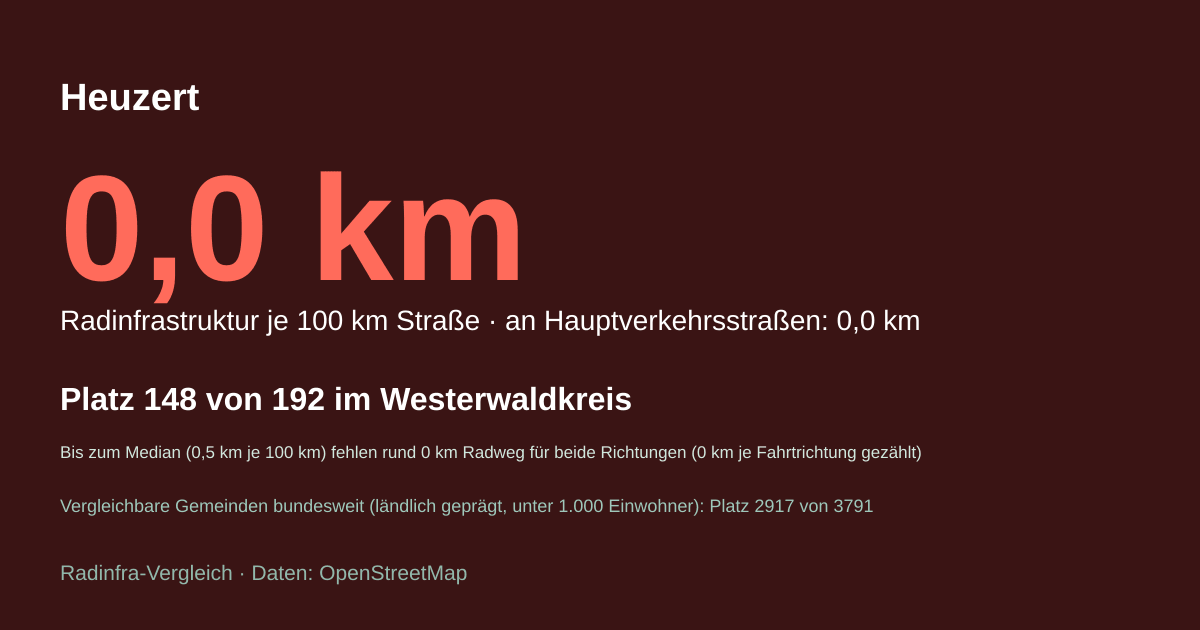 Heuzert
0,0 km
Radinfrastruktur je 100 km Straße · an Hauptverkehrsstraßen: 0,0 km
Platz 148 von 192 im Westerwaldkreis
Bis zum Median (0,5 km je 100 km) fehlen rund 0 km Radweg für beide Richtungen (0 km je Fahrtrichtung gezählt)
Vergleichbare Gemeinden bundesweit (ländlich geprägt, unter 1.000 Einwohner): Platz 2917 von 3791
Radinfra-Vergleich · Daten: OpenStreetMap